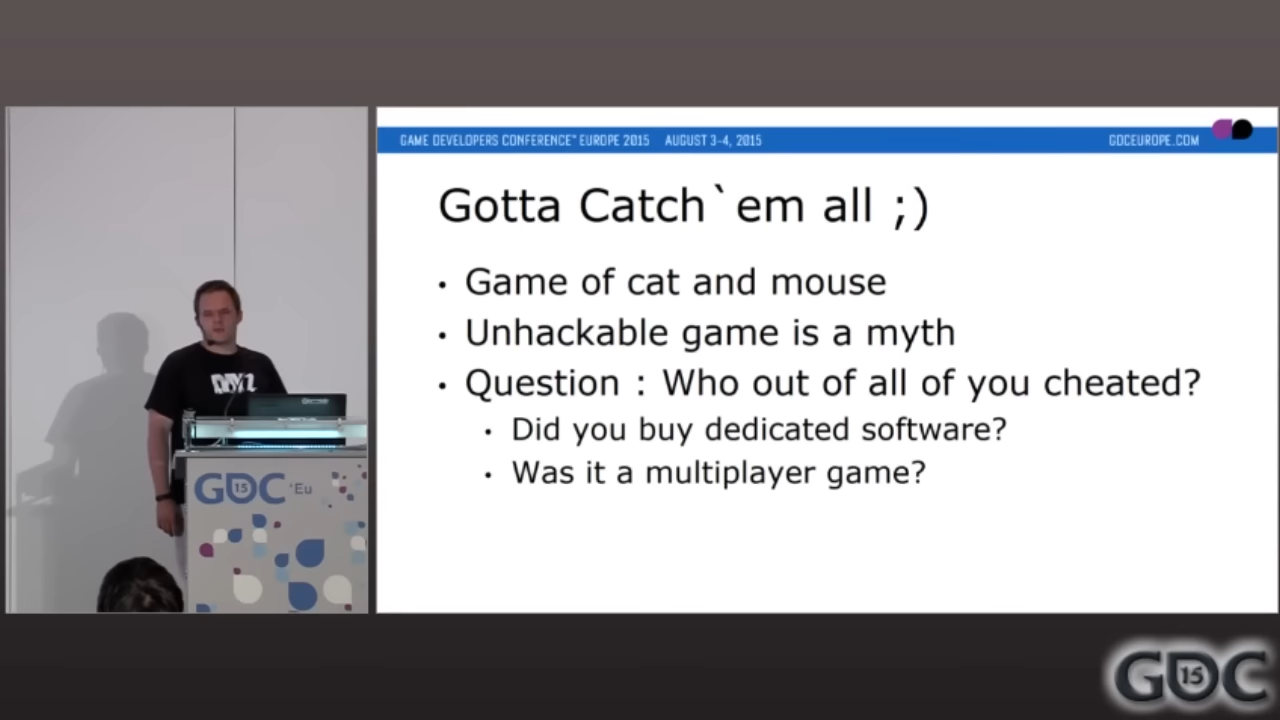 GAME DEVELOPERS CONFERENCE™ EUROPE 2015 AUGUST 3-4, 2015 GDCEUROPE.COM
Gotta Catch`em all ;)
• Game of cat and mouse
• Unhackable game is a myth
• Question : Who out of all of you cheated?
• Did you buy dedicated software?
• Was it a multiplayer game?
DAYZ
GDC 15 'Eu
GDC 15